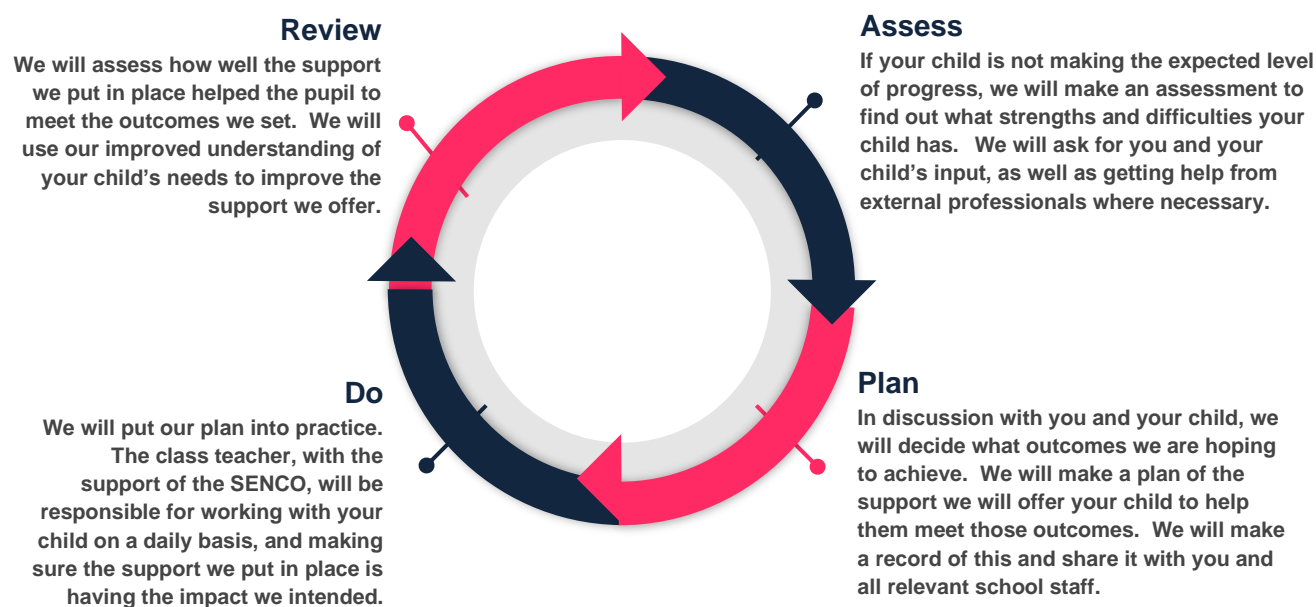 Review
We will assess how well the support
we put in place helped the pupil to
meet the outcomes we set. We will
use our improved understanding of
your child’s needs to improve the
support we offer.
Assess
If your child is not making the expected level
of progress, we will make an assessment to
find out what strengths and difficulties your
child has. We will ask for you and your
child’s input, as well as getting help from
external professionals where necessary.
Do
We will put our plan into practice.
The class teacher, with the
support of the SENCO, will be
responsible for working with your
child on a daily basis, and making
sure the support we put in place is
having the impact we intended.
Plan
In discussion with you and your child, we
will decide what outcomes we are hoping
to achieve. We will make a plan of the
support we will offer your child to help
them meet those outcomes. We will make
a record of this and share it with you and
all relevant school staff.